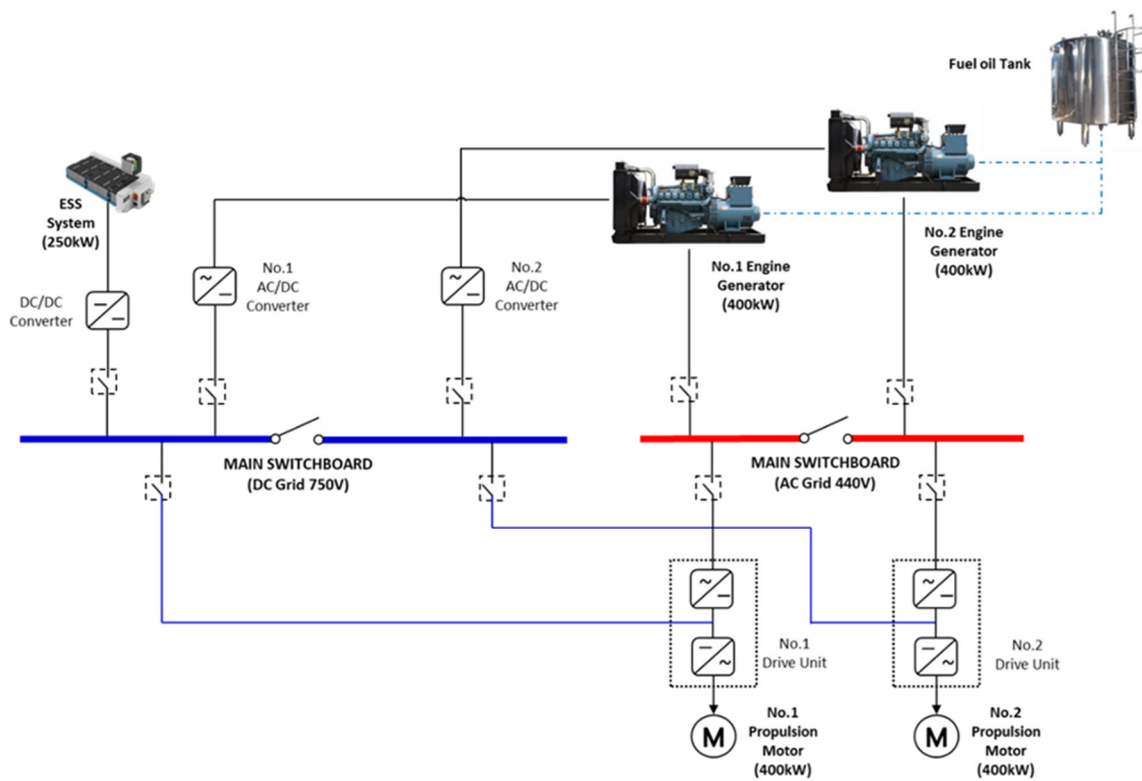 Fuel oil Tank
ESS
System
(250kW)
No.2 Engine
Generator
(400kW)
No.1 Engine
Generator
(400kW)
No.1
AC/DC
Converter
No.2
AC/DC
Converter
DC/DC
Converter
MAIN SWITCHBOARD
(DC Grid 750V)
MAIN SWITCHBOARD
(AC Grid 440V)
No.1
Drive Unit
No.2
Drive Unit
M
No.1
Propulsion
Motor
(400kW)
M
No.2
Propulsion
Motor
(400kW)